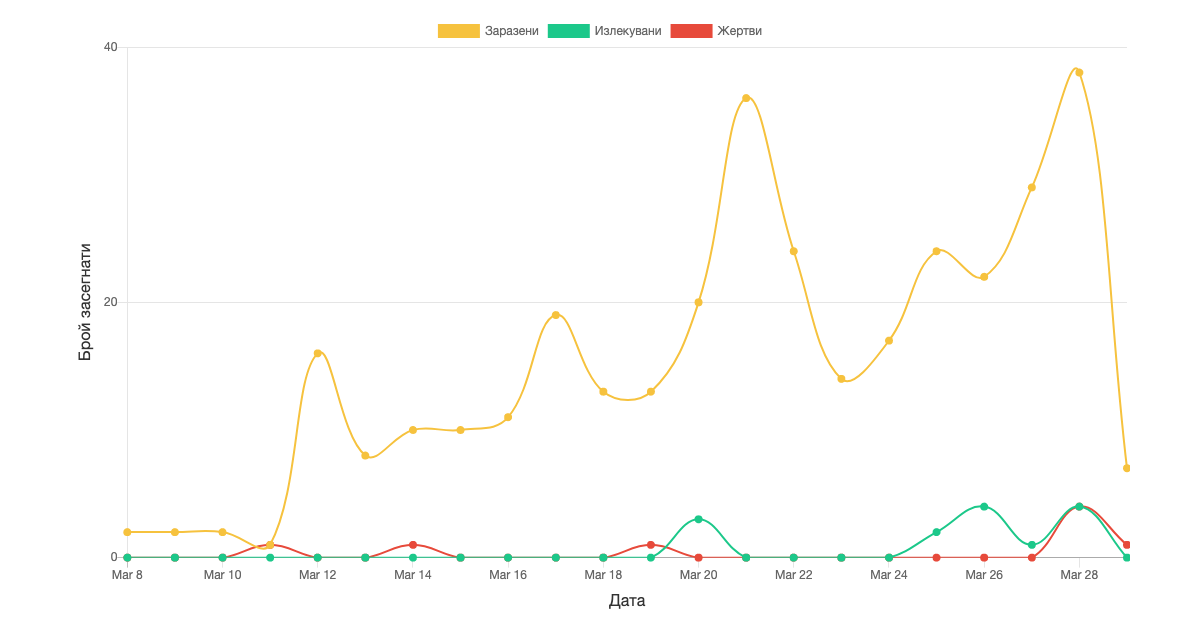 Заразени Излекувани Жертви
40
20
0
Брой засегнати
Mar 8 Mar 10 Mar 12 Mar 14 Mar 16 Mar 18 Mar 20 Mar 22 Mar 24 Mar 26 Mar 28
Дата